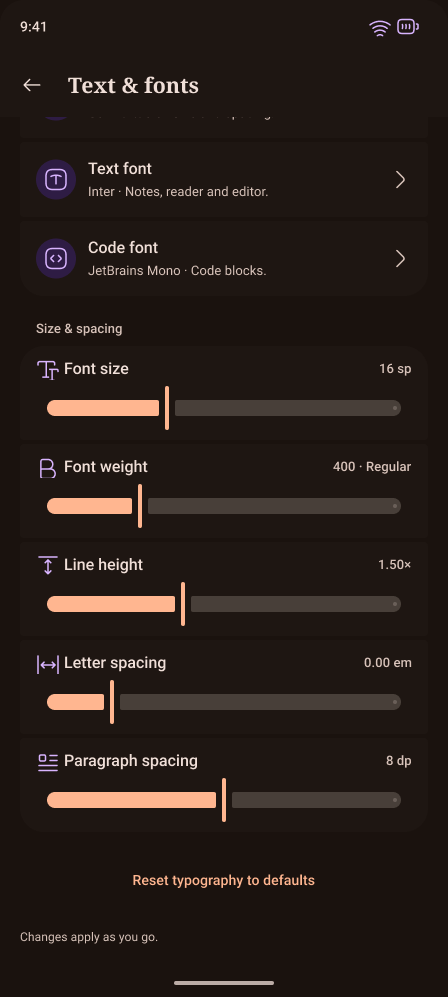 9:41
Text & fonts
Text font
Inter · Notes, reader and editor.
Code font
JetBrains Mono · Code blocks.
Size & spacing
Font size
16 sp
Font weight
400 · Regular
Line height
1.50×
Letter spacing
0.00 em
Paragraph spacing
8 dp
Reset typography to defaults
Changes apply as you go.